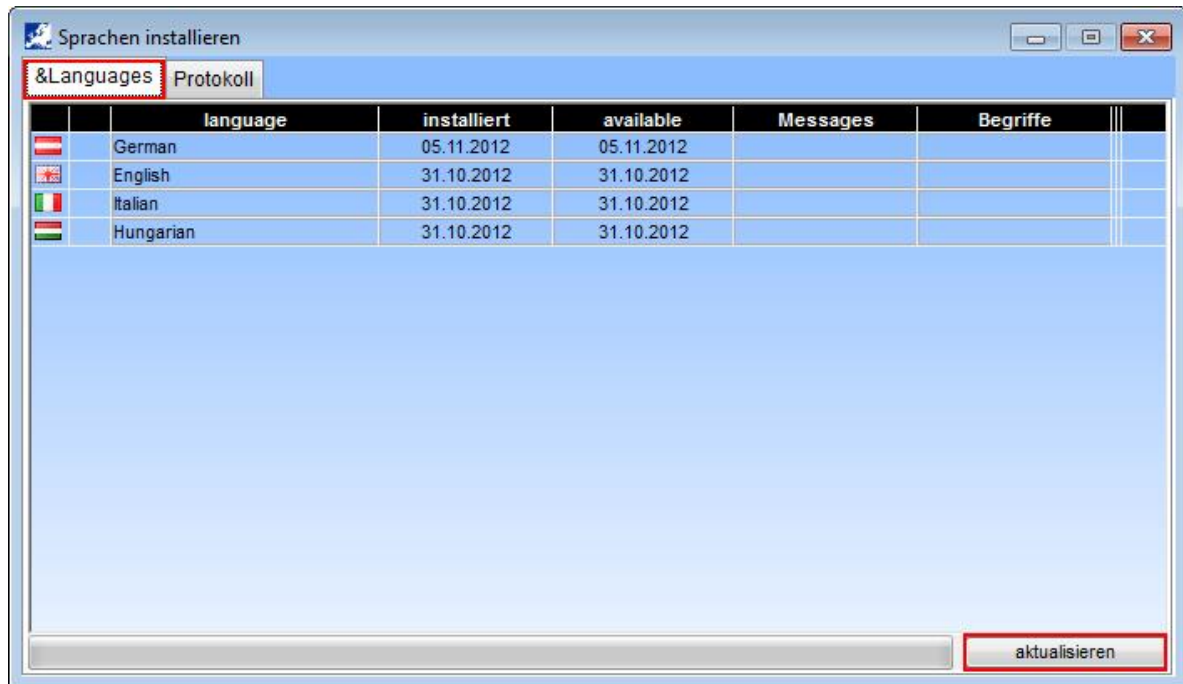 Sprachen installieren
&Languages Protokoll
language installiert available Messages Begriffe
German 05.11.2012 05.11.2012
English 31.10.2012 31.10.2012
Italian 31.10.2012 31.10.2012
Hungarian 31.10.2012 31.10.2012
aktualisieren